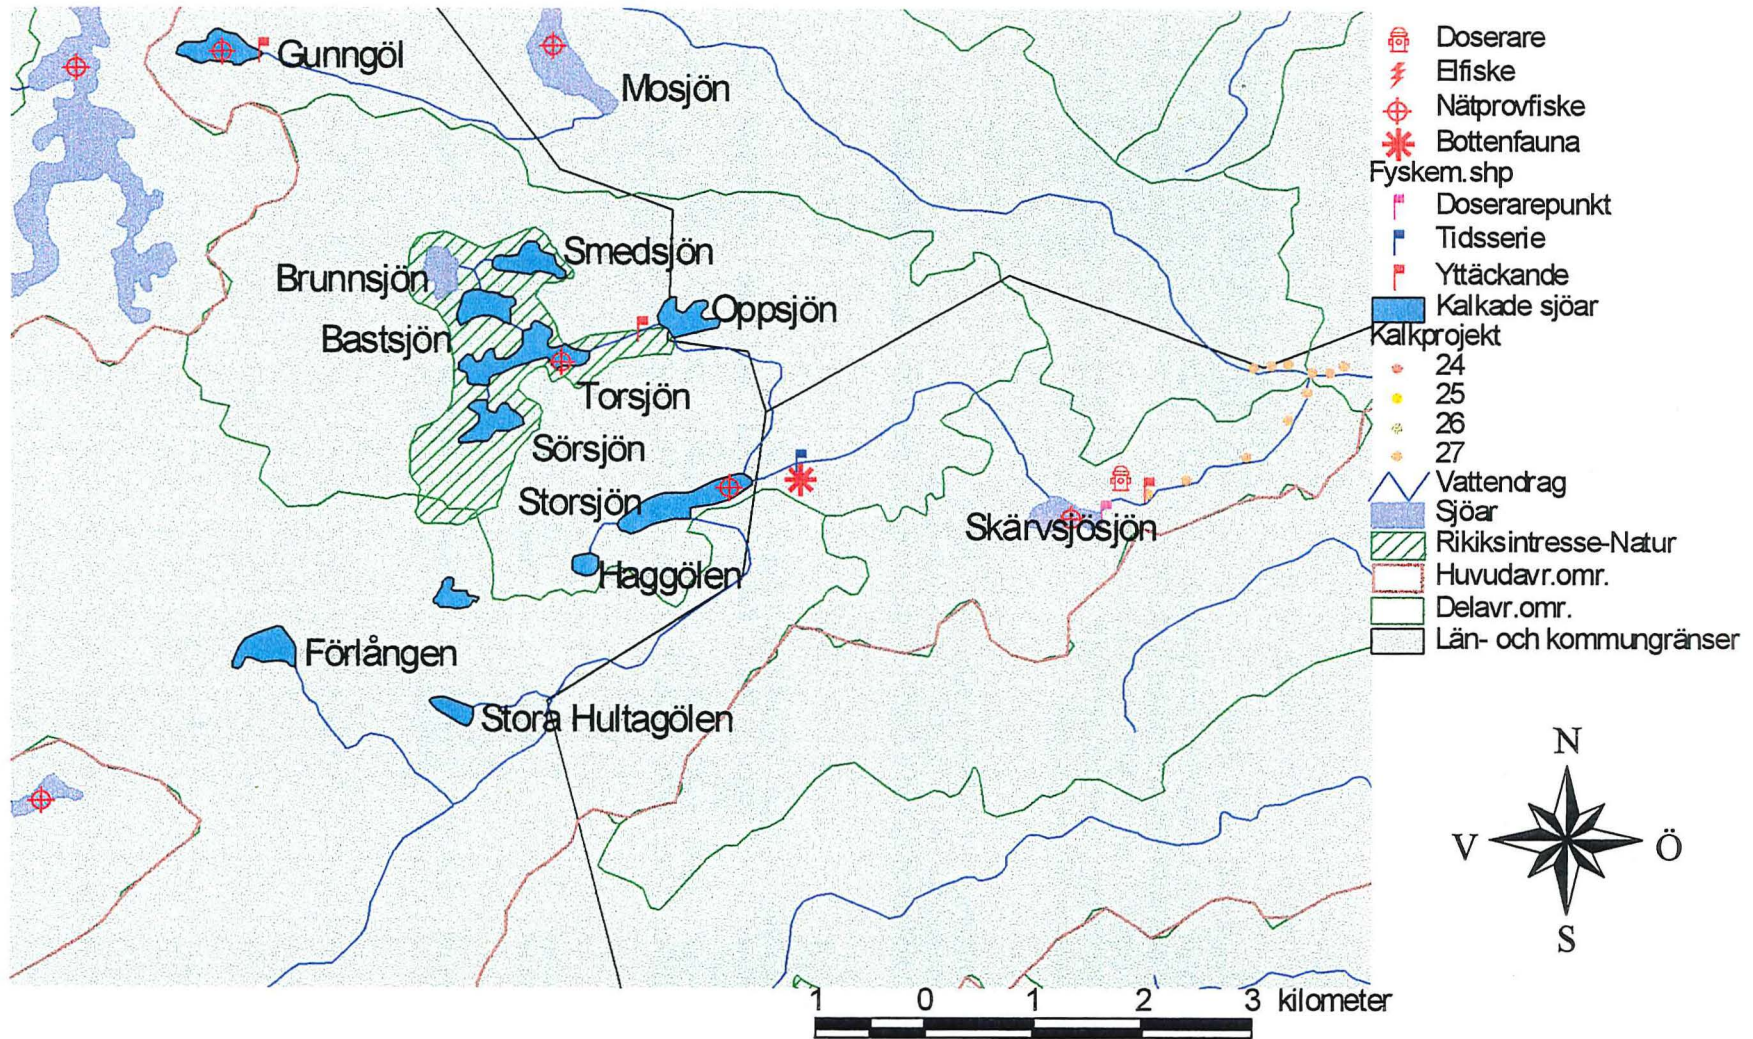 Gunngöl
Mosjön
Smedsjön
Brunnsjön
Oppsjön
Bastsjön
Torsjön
Sörsjön
Storsjön
Skärvsjösjön
Haggölen
Förlången
Stora Hultagölen
Doserare
Elfiske
Nätprovfiske
Bottenfauna
Fyskem.shp
Doserarepunkt
Tidsserie
Yttäckande
Kalkade sjöar
Kalkprojekt
24
25
26
27
Vattendrag
Sjöar
Rikiksintresse-Natur
Huvudavr.omr.
Delavr.omr.
Län- och kommungränser
N
V Ö
S
1 0 1 2 3 kilometer